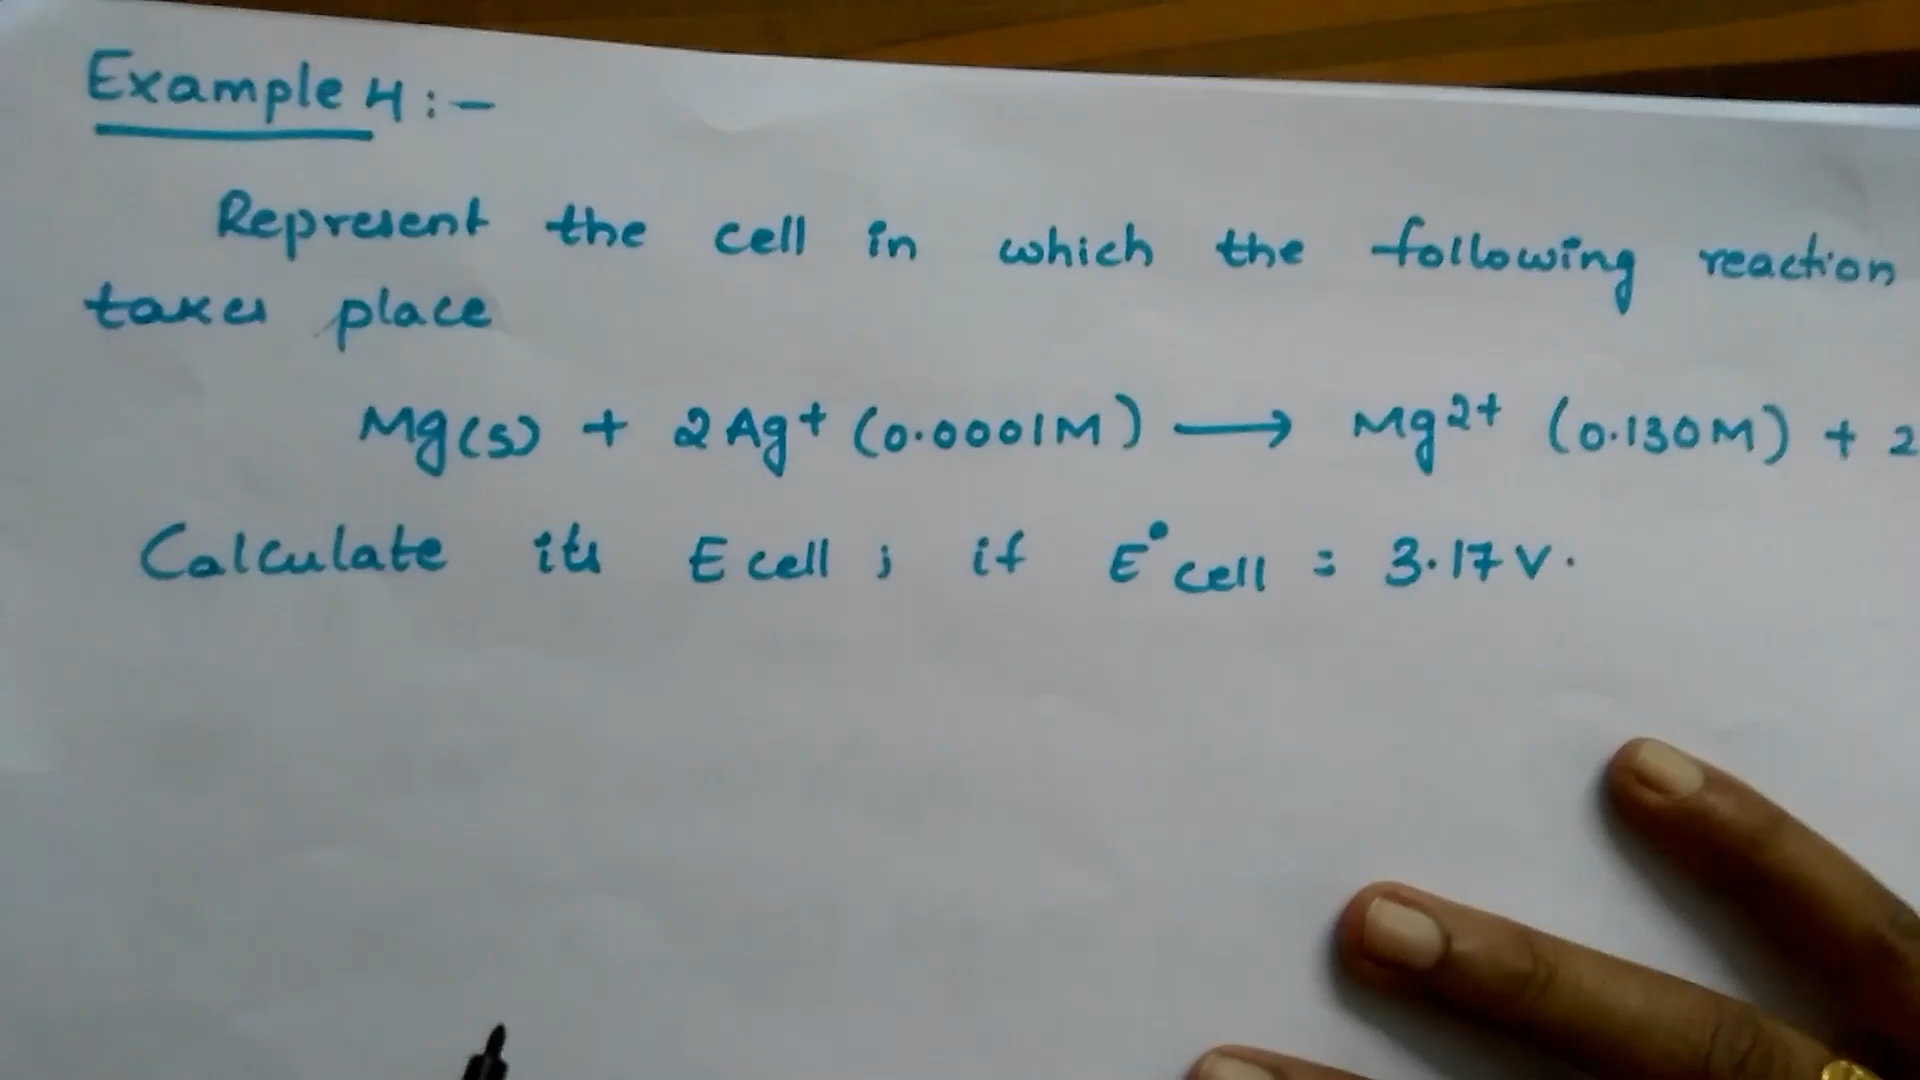 Example 4 :-
Represent the cell in which the following reaction
takes place
Mg(s) + 2Ag+ (0.0001M) → Mg2+ (0.130M) + 2
Calculate its Ecell ; if E°cell = 3.17V.